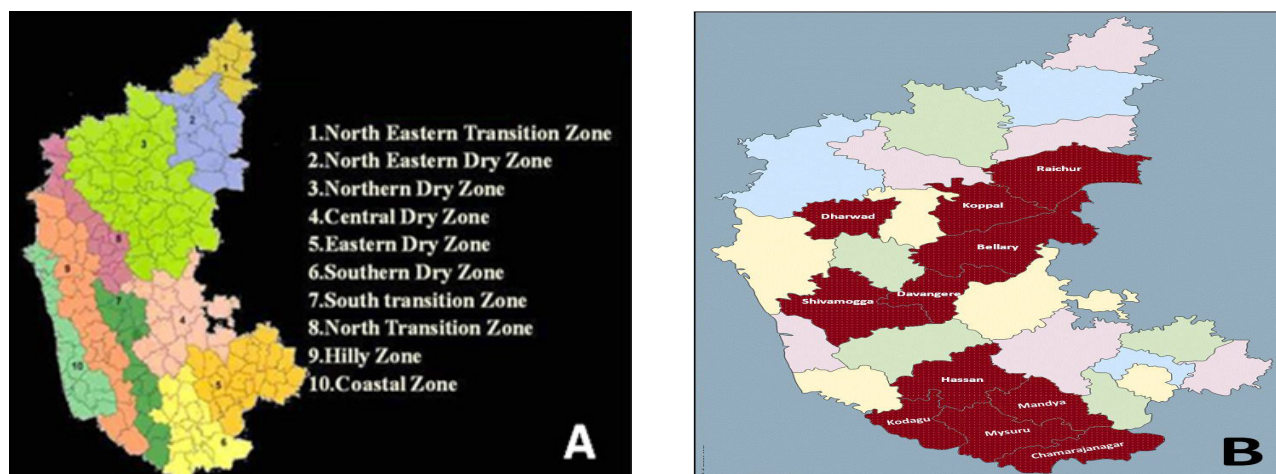 1
2
3
8
9
7
4
10
5
6
1.North Eastern Transition Zone
2.North Eastern Dry Zone
3.Northern Dry Zone
4.Central Dry Zone
5.Eastern Dry Zone
6.Southern Dry Zone
7.South transition Zone
8.North Transition Zone
9.Hilly Zone
10.Coastal Zone
A
Raichur
Koppal
Dharwad
Bellary
Davangere
Shivamogga
Hassan
Mandya
Kodagu
Mysuru
Chamarajanagar
B